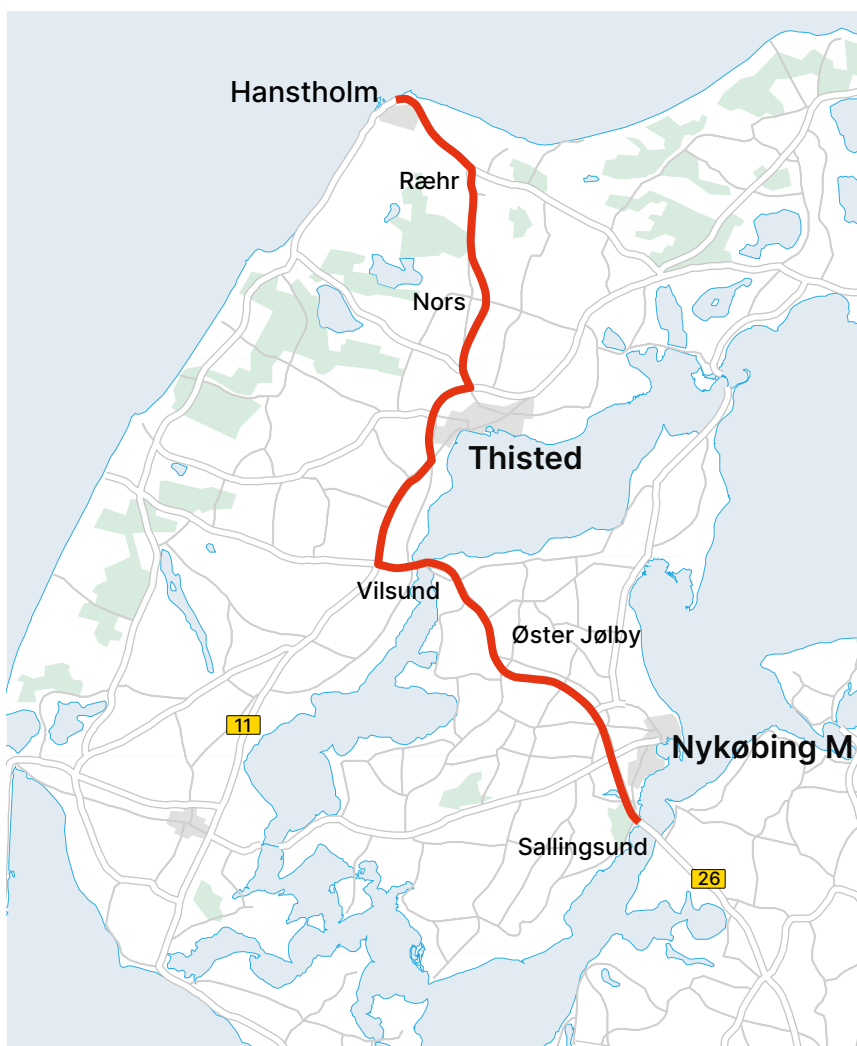 Hanstholm
Ræhr
Nors
Thisted
Vilsund
Øster Jølby
11
Nykøbing M
Sallingsund
26